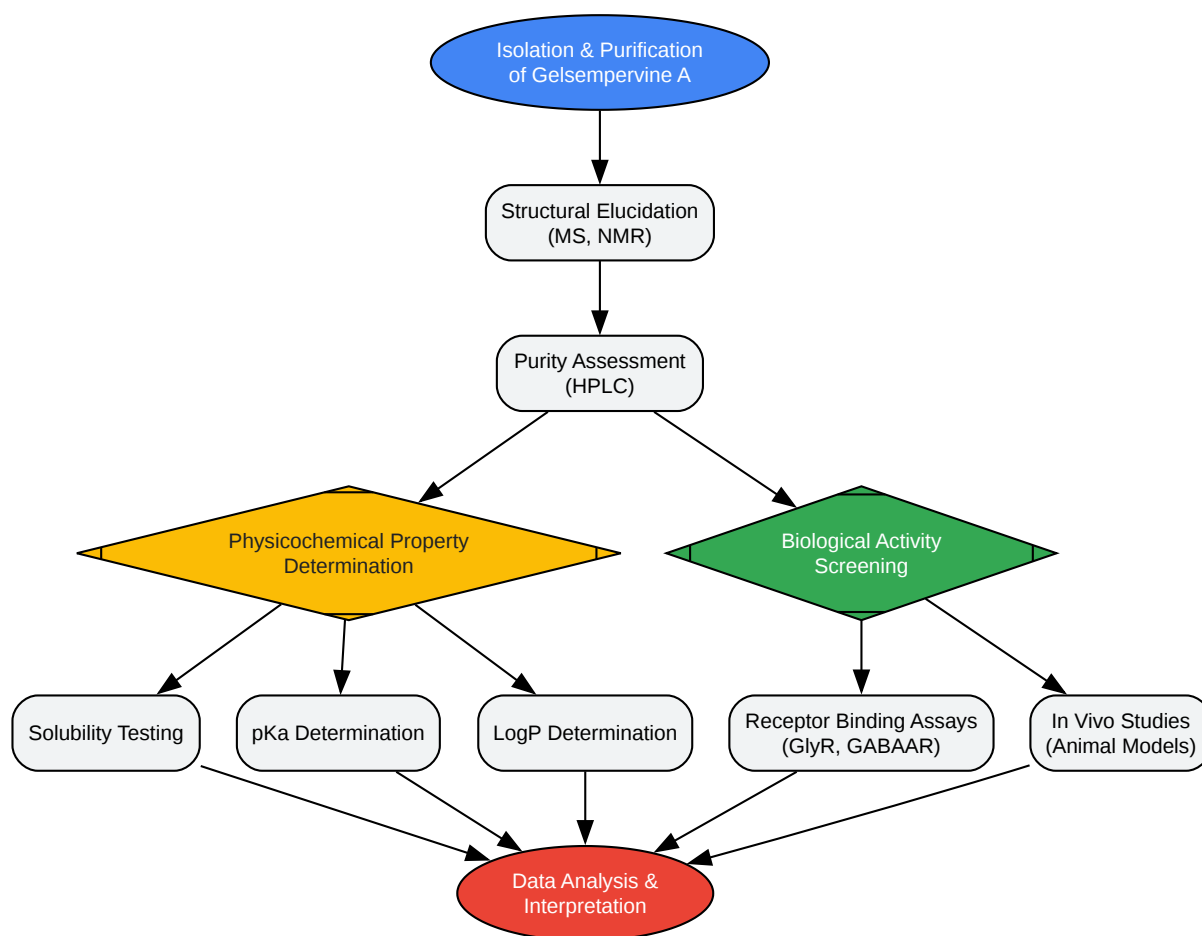 Isolation & Purification
of Gelsempervine A
Structural Elucidation
(MS, NMR)
Purity Assessment
(HPLC)
Physicochemical Property
Determination
Biological Activity
Screening
Solubility Testing
pKa Determination
LogP Determination
Receptor Binding Assays
(GlyR, GABAAR)
In Vivo Studies
(Animal Models)
Data Analysis &
Interpretation